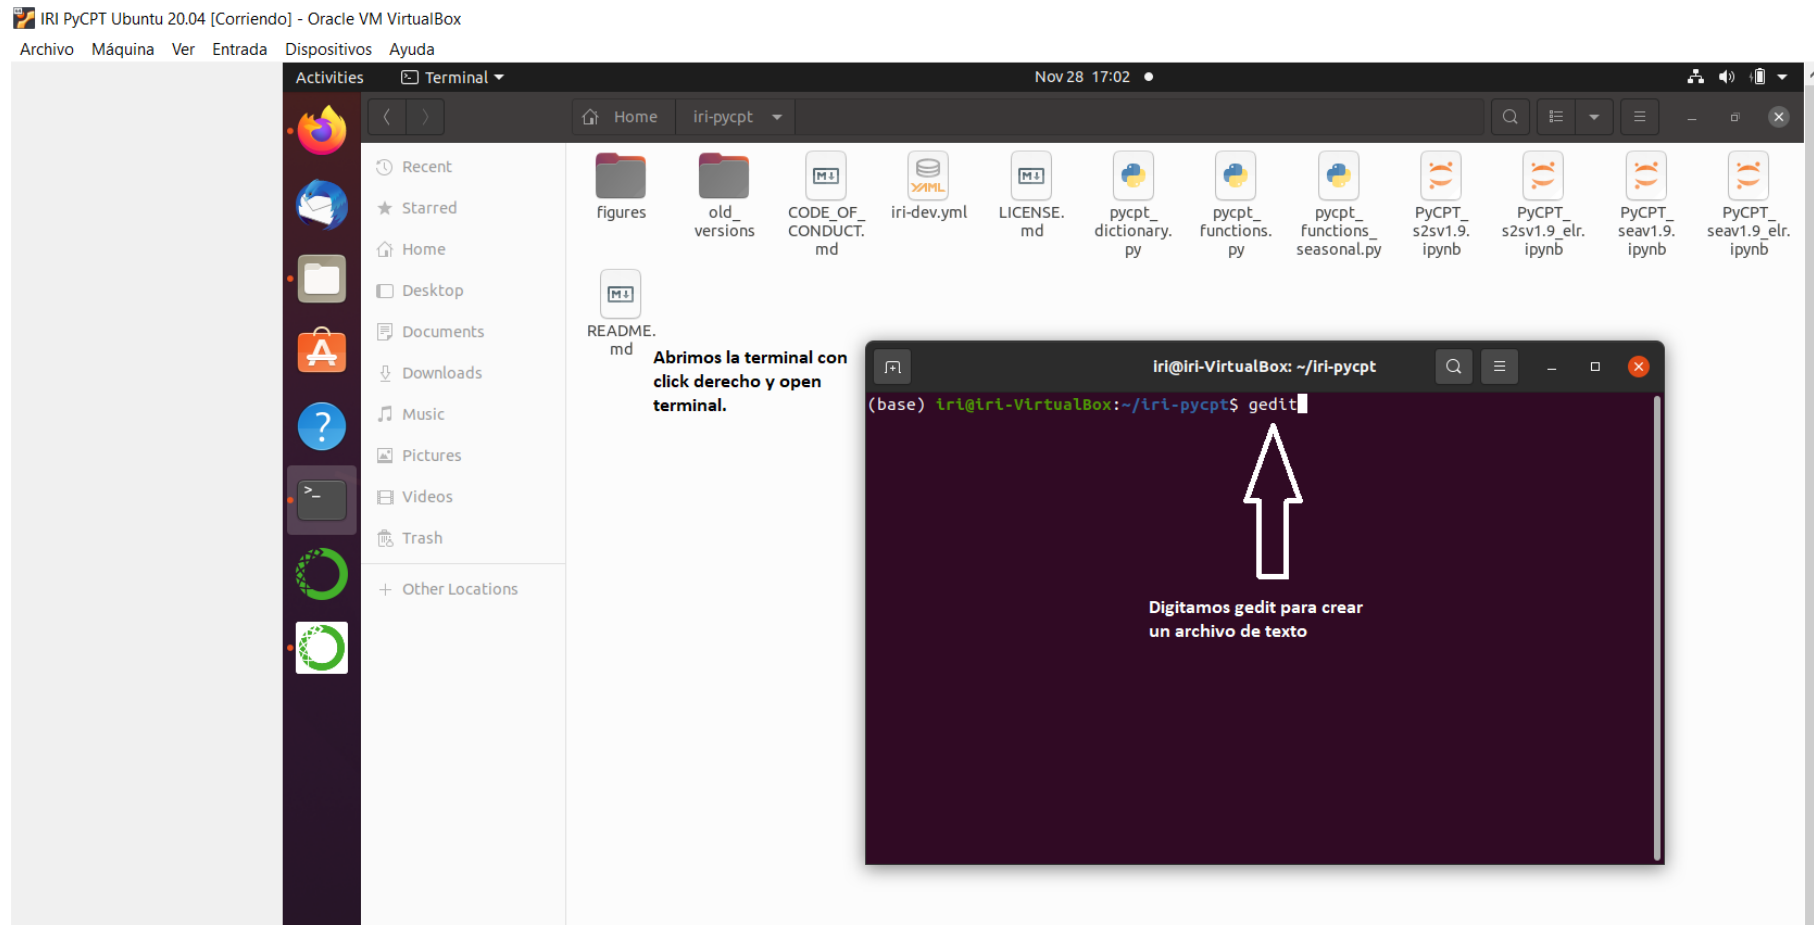 IRI PyCPT Ubuntu 20.04 [Corriendo] - Oracle VM VirtualBox
Archivo Máquina Ver Entrada Dispositivos Ayuda
Activities Terminal Nov 28 17:02
Home iri-pycpt
Recent
Starred
Home
Desktop
Documents
Downloads
Music
Pictures
Videos
Trash
+ Other Locations
figures
old_
versions
CODE_OF_
CONDUCT.
md
YAML
iri-dev.yml
LICENSE.
md
pycpt_
dictionary.
py
pycpt_
functions.
py
pycpt_
functions_
seasonal.py
PyCPT_
s2sv1.9.
ipynb
PyCPT_
s2sv1.9_elr.
ipynb
PyCPT_
seav1.9.
ipynb
PyCPT_
seav1.9_elr.
ipynb
README.
md
Abrimos la terminal con
click derecho y open
terminal.
iri@iri-VirtualBox: ~/iri-pycpt
(base) iri@iri-VirtualBox:~/iri-pycpt$ gedit
Digitamos gedit para crear
un archivo de texto